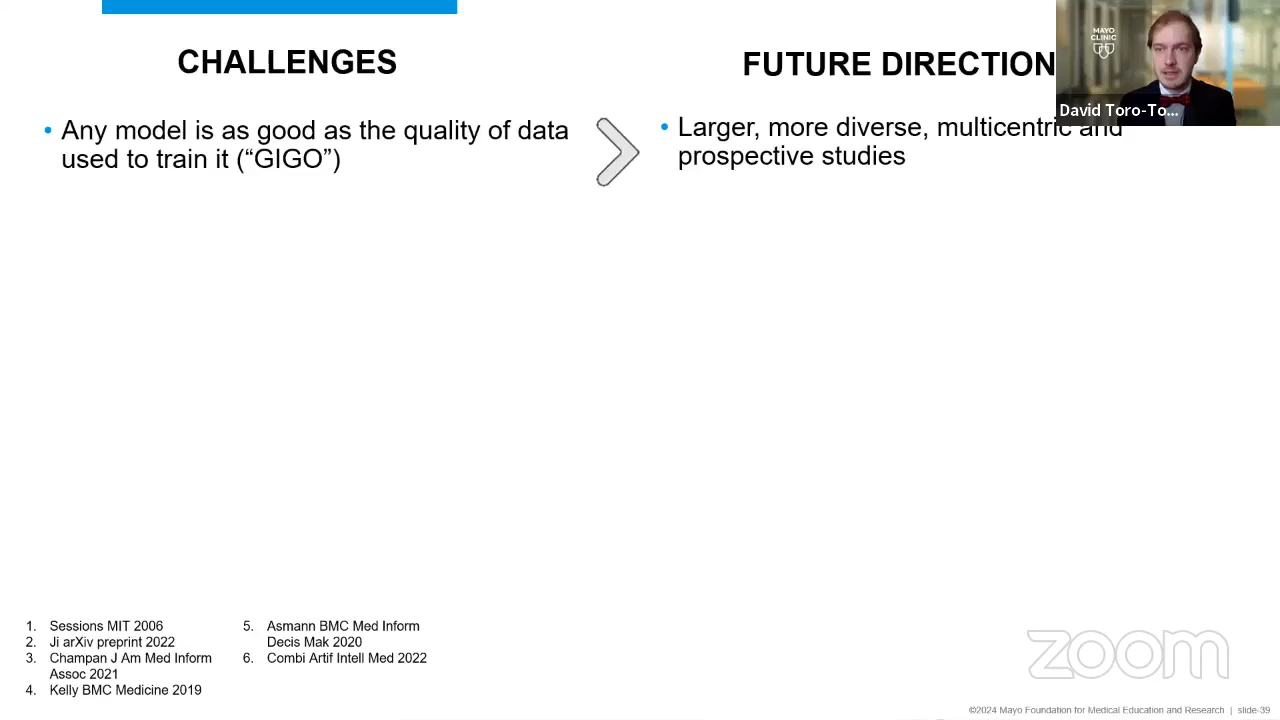 CHALLENGES
• Any model is as good as the quality of data
used to train it (“GIGO”)
FUTURE DIRECTION
• Larger, more diverse, multicentric and
prospective studies
MAYO
CLINIC
David Toro-To...
1. Sessions MIT 2006
2. Ji arXiv preprint 2022
3. Champan J Am Med Inform
Assoc 2021
4. Kelly BMC Medicine 2019
5. Asmann BMC Med Inform
Decis Mak 2020
6. Combi Artif Intell Med 2022
zoom
©2024 Mayo Foundation for Medical Education and Research | slide-39